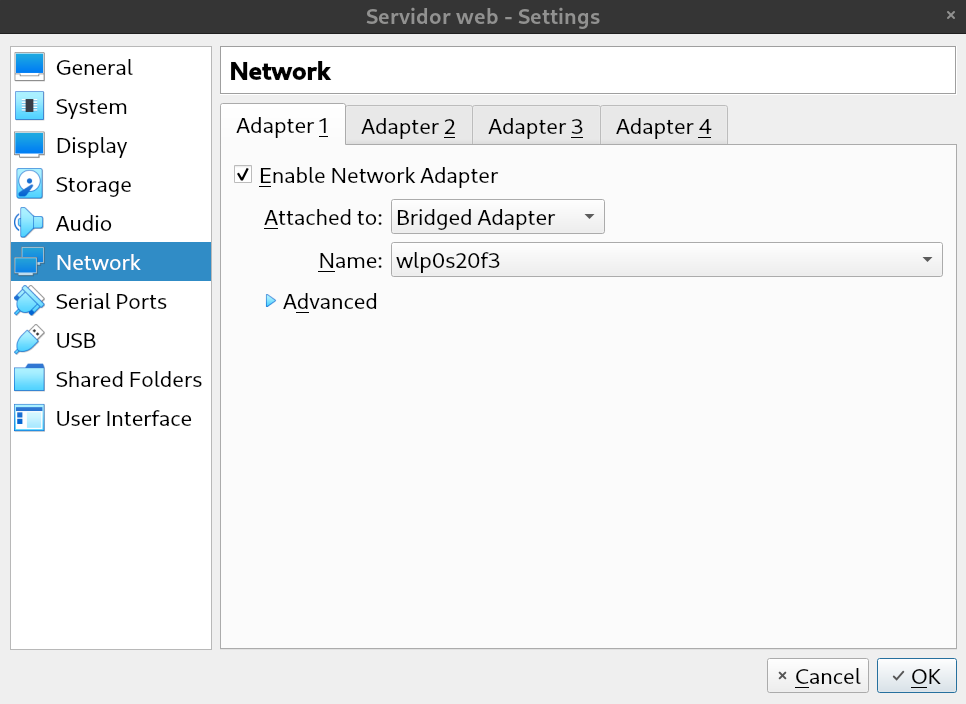 Servidor web - Settings
General
System
Display
Storage
Audio
Network
Serial Ports
USB
Shared Folders
User Interface
Network
Adapter 1 Adapter 2 Adapter 3 Adapter 4
Enable Network Adapter
Attached to: Bridged Adapter
Name: wlp0s20f3
Advanced
Cancel OK